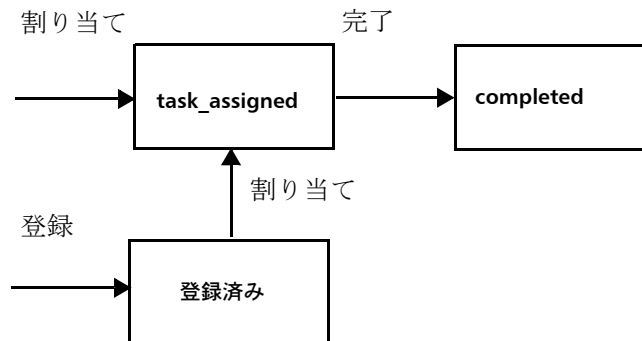 割り当て
完了
task_assigned
completed
割り当て
登録
登録済み